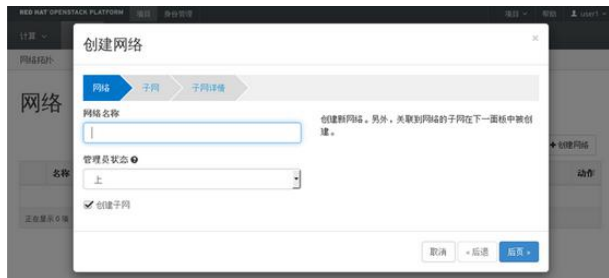 RED HAT OPENSTACK PLATFORM 项目 身份管理 项目 帮助 user1
计算
网络拓扑
网络
创建网络
×
网络 子网 子网详情
网络名称
创建新网络。另外，关联到网络的子网在下一面板中被创
建。
管理员状态
上
创建子网
+创建网络
名称 动作
正在显示 0 项
取消 «后退 后页»